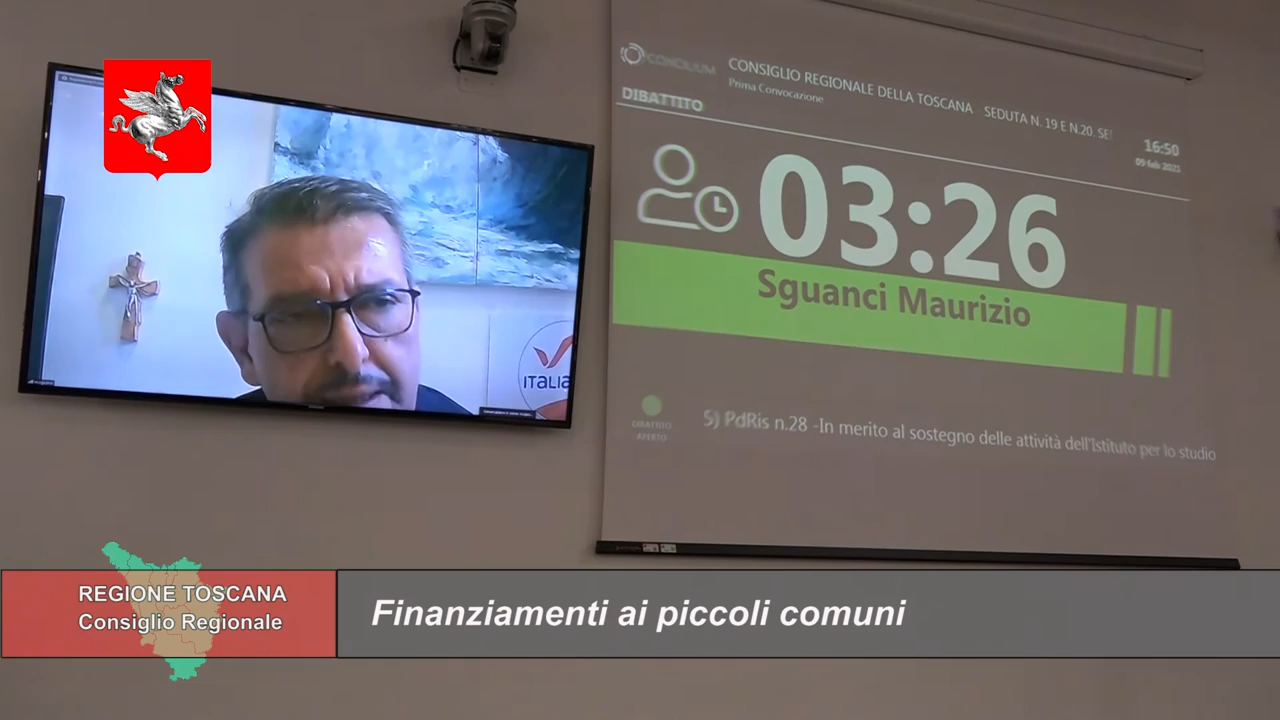 CONCILIUM
CONSIGLIO REGIONALE DELLA TOSCANA SEDUTA N. 19 E N.20. SE
Prima Convocazione
DIBATTITO
16:50
09 feb 2021
03:26
Sguanci Maurizio
ITALIA
DIBATTITO
APERTO
5) PdRis n.28 -In merito al sostegno delle attività dell'Istituto per lo studio
REGIONE TOSCANA
Consiglio Regionale
Finanziamenti ai piccoli comuni